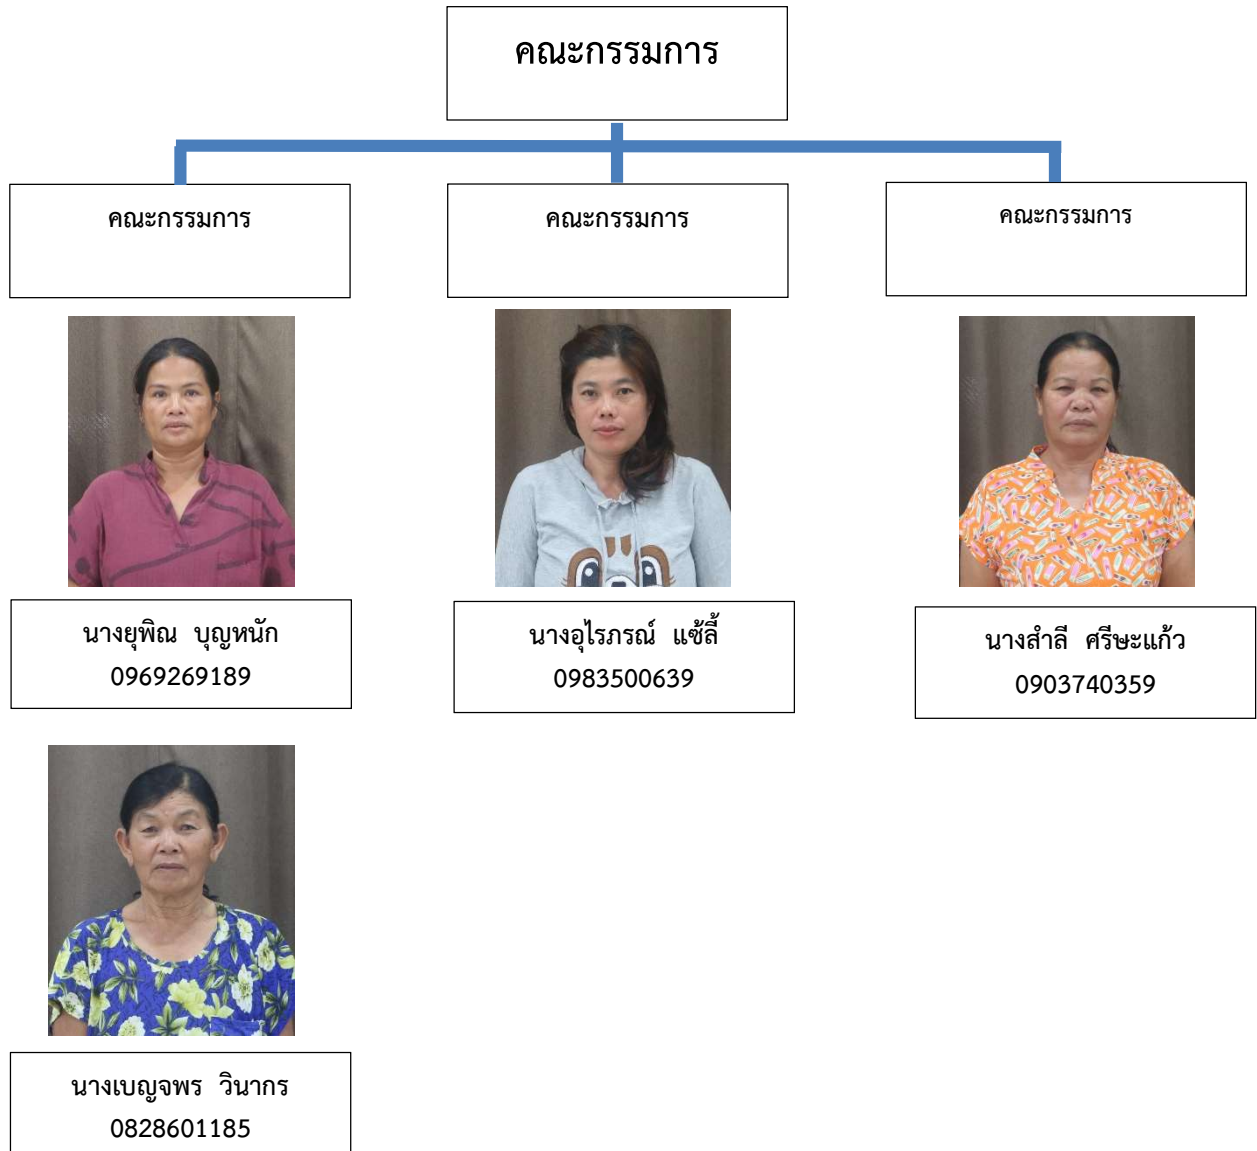 คณะกรรมการ
คณะกรรมการ
คณะกรรมการ
คณะกรรมการ
นางยุพิณ บุญหนัก
0969269189
นางอุไรภรณ์ แซ้ลี้
0983500639
นางสำลี ศรีษะแก้ว
0903740359
นางเบญจพร วินากร
0828601185